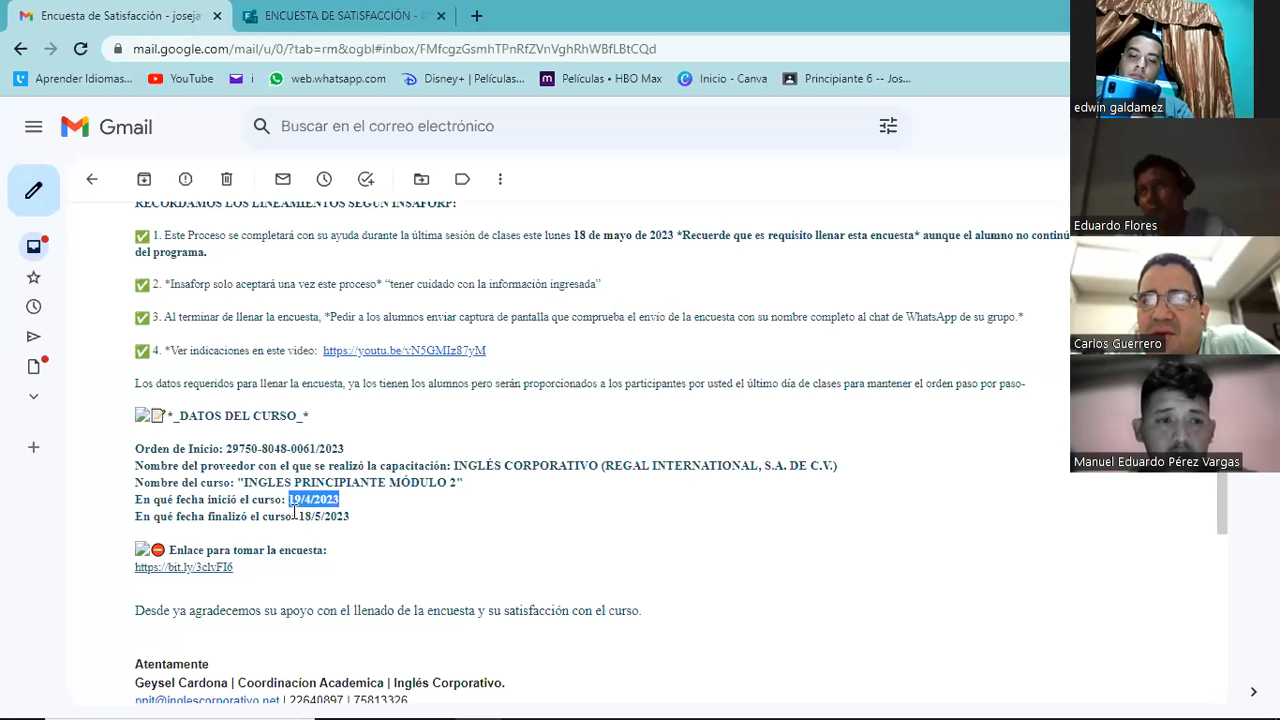 Encuesta de Satisfacción - joseja
ENCUESTA DE SATISFACCIÓN - i
mail.google.com/mail/u/0/?tab=rm&ogbl#inbox/FMfcgzGsmhTPnRfZVnVghRhWBfLBtCQd
Aprender Idiomas...
YouTube
i
web.whatsapp.com
Disney+ | Películas...
Películas • HBO Max
Inicio - Canva
Principiante 6 -- Jos...
Gmail
Buscar en el correo electrónico
RECORDAMOS LOS LINEAMIENTOS SEGÚN INSAFORP:
✅ 1. Este Proceso se completará con su ayuda durante la última sesión de clases este lunes 18 de mayo de 2023 *Recuerde que es requisito llenar esta encuesta* aunque el alumno no continú
del programa.
✅ 2. *Insaforp solo aceptará una vez este proceso* “tener cuidado con la información ingresada”
✅ 3. Al terminar de llenar la encuesta, *Pedir a los alumnos enviar captura de pantalla que comprueba el envío de la encuesta con su nombre completo al chat de WhatsApp de su grupo.*
✅ 4. *Ver indicaciones en este video: https://youtu.be/vN5GMIz87yM
Los datos requeridos para llenar la encuesta, ya los tienen los alumnos pero serán proporcionados a los participantes por usted el último día de clases para mantener el orden paso por paso-
*_DATOS DEL CURSO_*
Orden de Inicio: 29750-8048-0061/2023
Nombre del proveedor con el que se realizó la capacitación: INGLÉS CORPORATIVO (REGAL INTERNATIONAL, S.A. DE C.V.)
Nombre del curso: "INGLES PRINCIPIANTE MÓDULO 2"
En qué fecha inició el curso: 19/4/2023
En qué fecha finalizó el curso: 18/5/2023
Enlace para tomar la encuesta:
https://bit.ly/3clvFI6
Desde ya agradecemos su apoyo con el llenado de la encuesta y su satisfacción con el curso.
Atentamente
Geysel Cardona | Coordinacíon Academica | Inglés Corporativo.
ppit@inglescorporativo.net | 22640897 | 75813326
edwin galdamez
Eduardo Flores
Carlos Guerrero
Manuel Eduardo Pérez Vargas